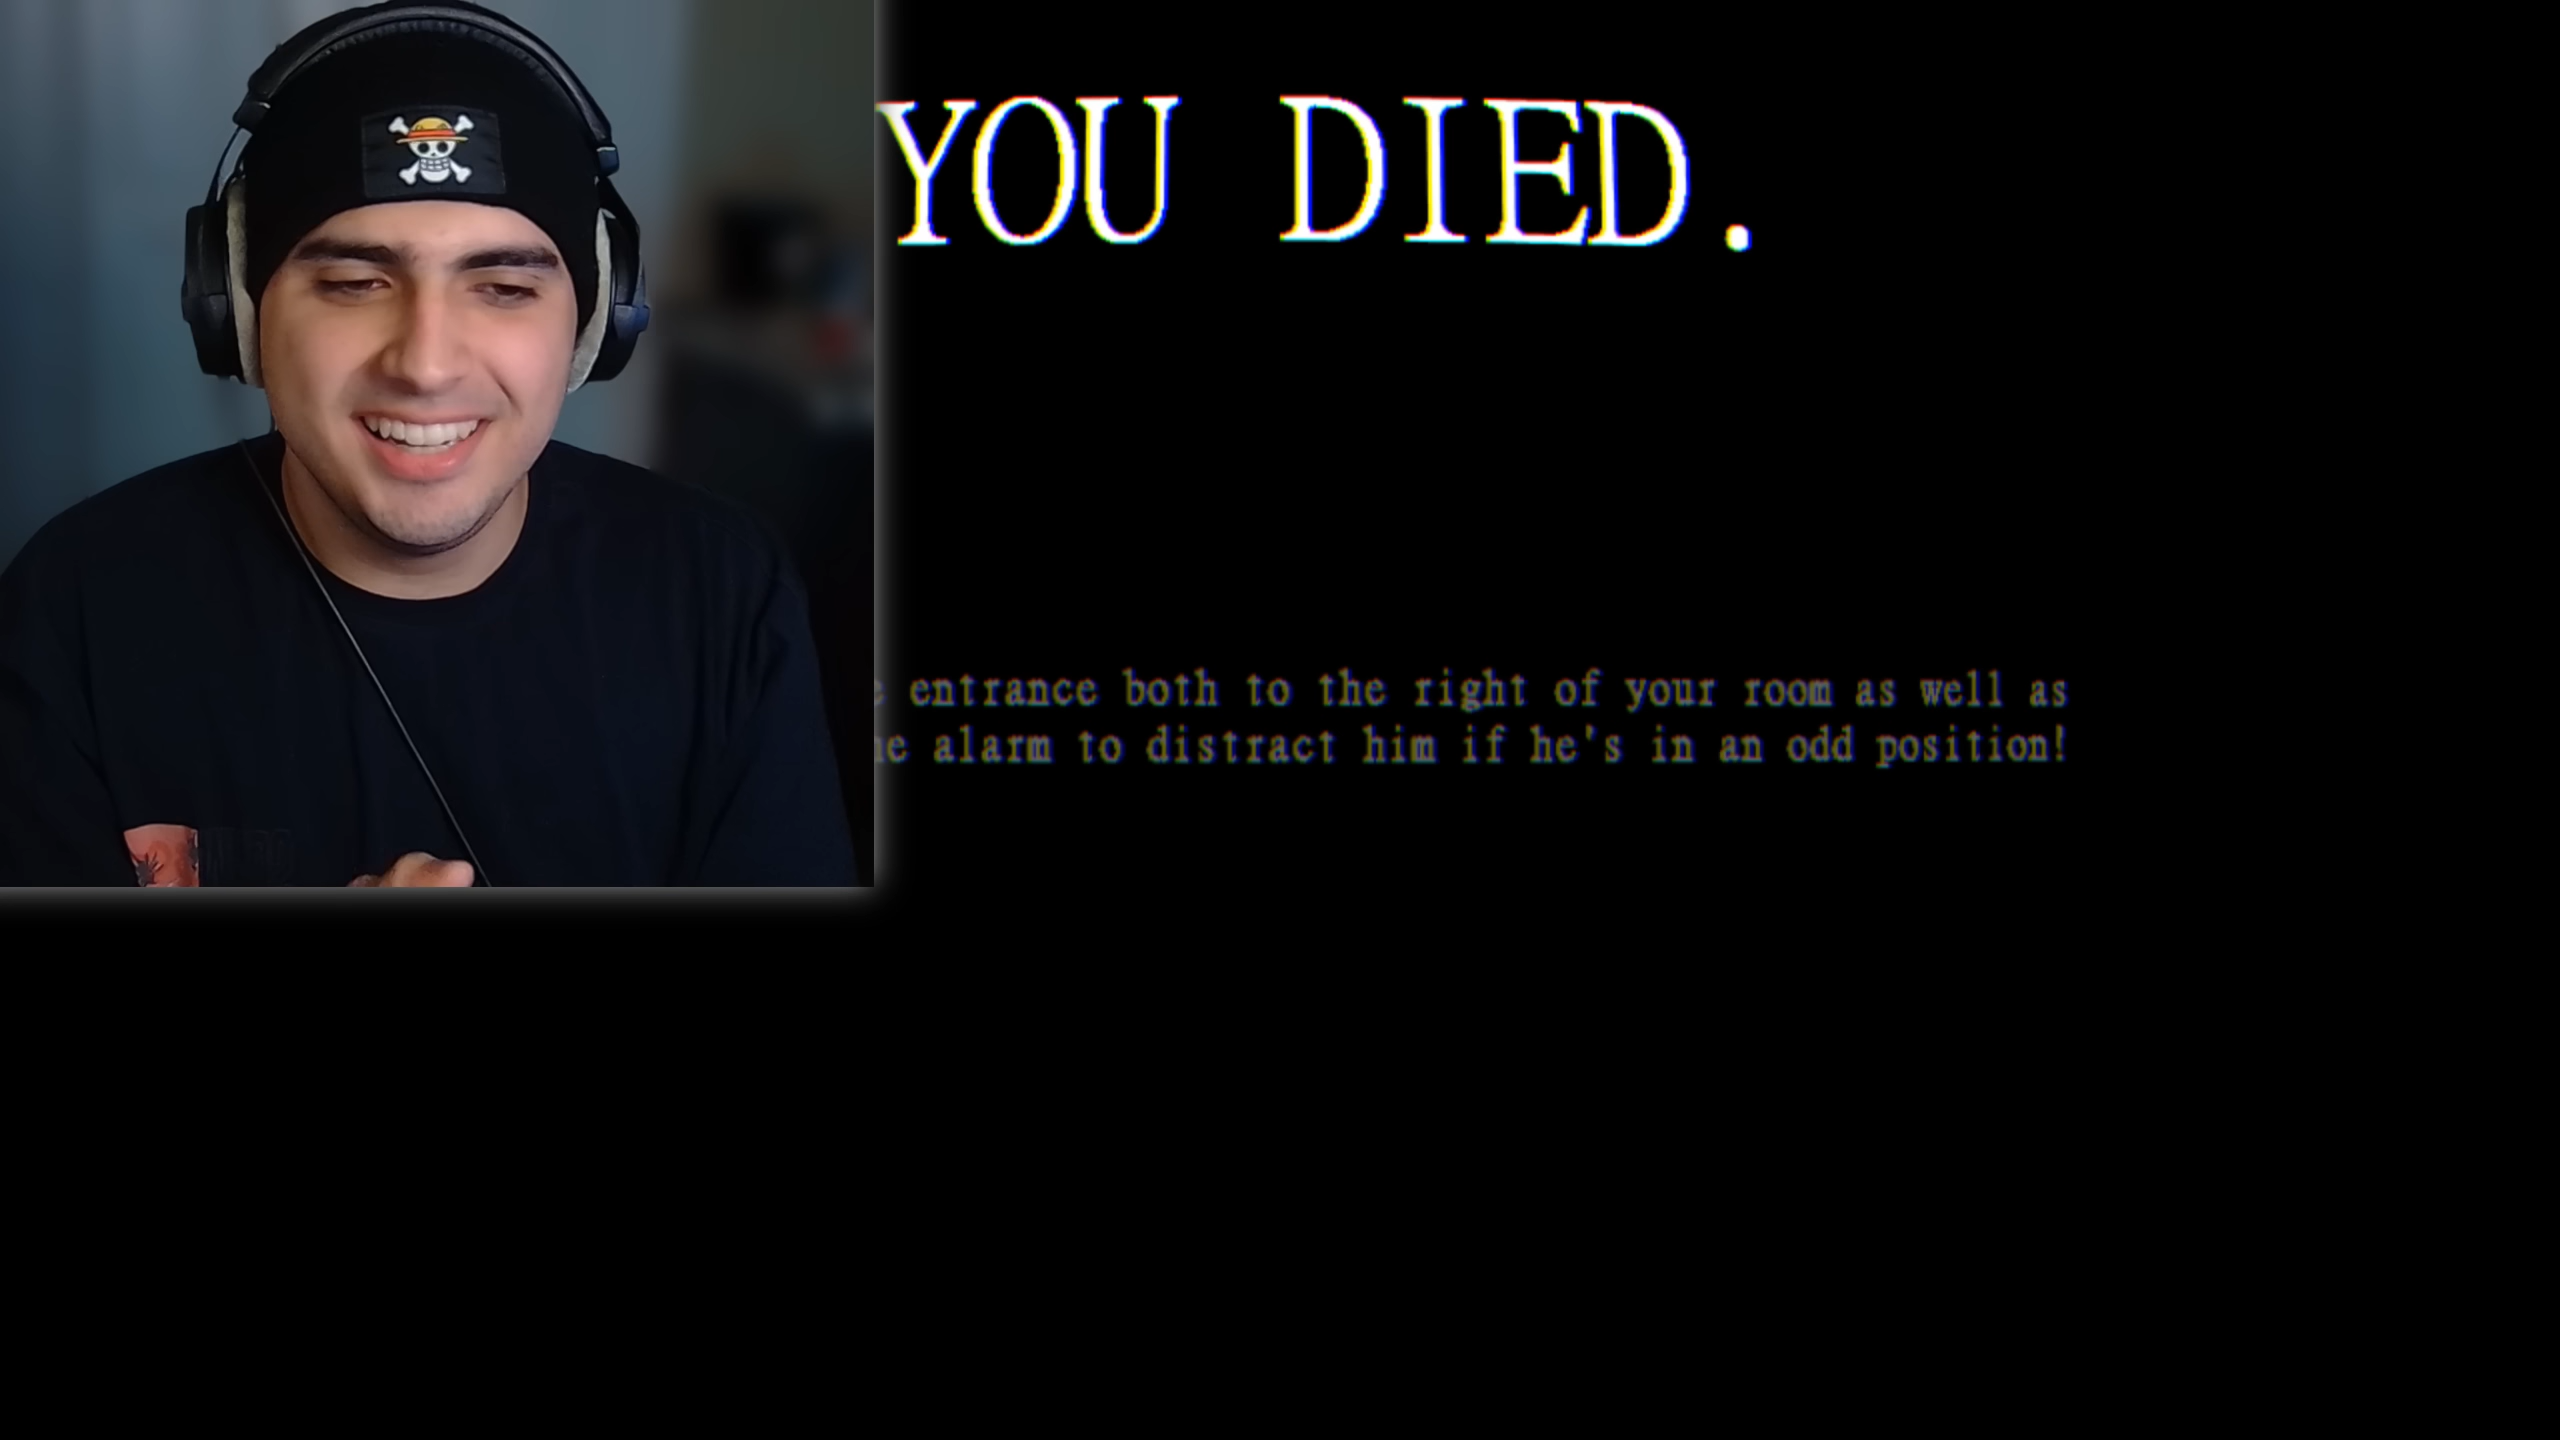 YOU DIED.
entrance both to the right of your room as well as
alarm to distract him if he's in an odd position!